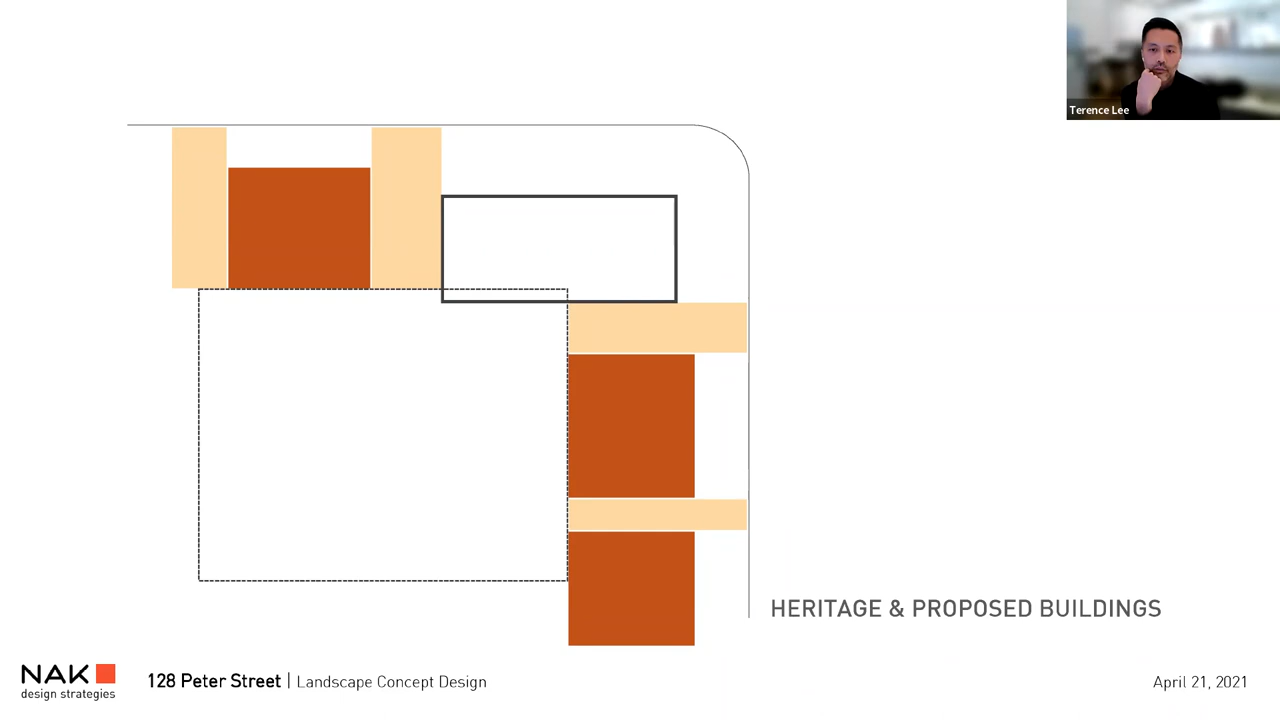 Terence Lee
HERITAGE & PROPOSED BUILDINGS
NAK
design strategies
128 Peter Street | Landscape Concept Design
April 21, 2021